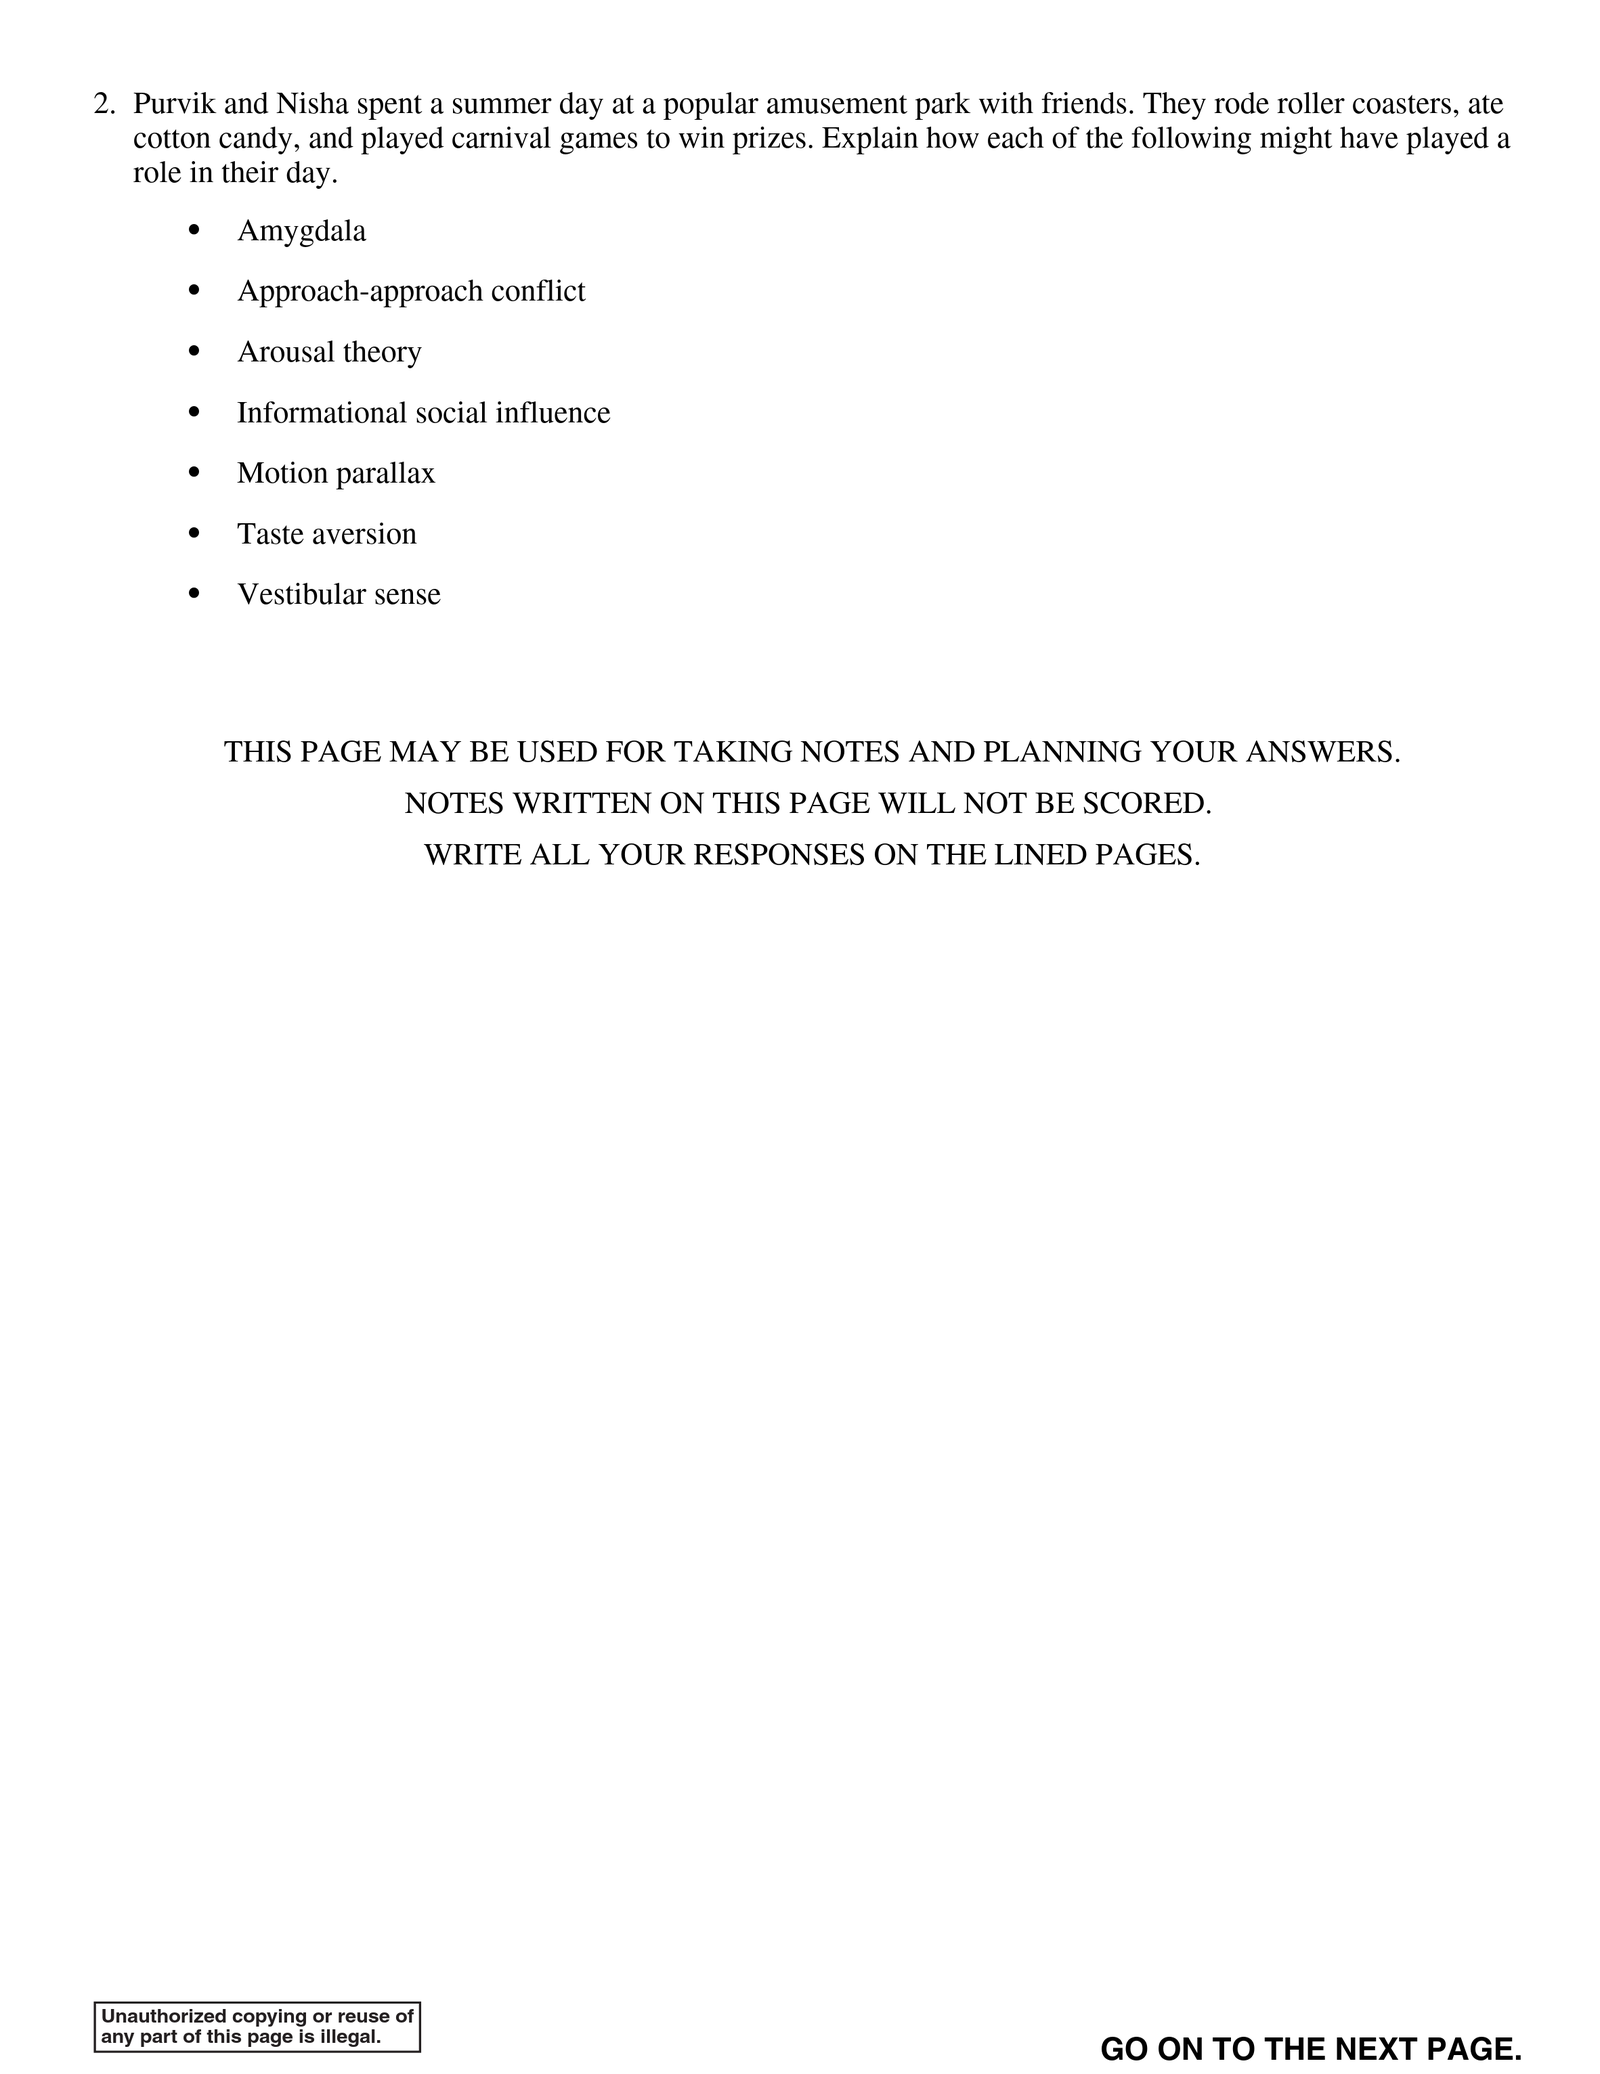 2. Purvik and Nisha spent a summer day at a popular amusement park with friends. They rode roller coasters, ate
cotton candy, and played carnival games to win prizes. Explain how each of the following might have played a
role in their day.
• Amygdala
• Approach-approach conflict
• Arousal theory
• Informational social influence
• Motion parallax
• Taste aversion
• Vestibular sense
THIS PAGE MAY BE USED FOR TAKING NOTES AND PLANNING YOUR ANSWERS.
NOTES WRITTEN ON THIS PAGE WILL NOT BE SCORED.
WRITE ALL YOUR RESPONSES ON THE LINED PAGES.
Unauthorized copying or reuse of
any part of this page is illegal.
GO ON TO THE NEXT PAGE.